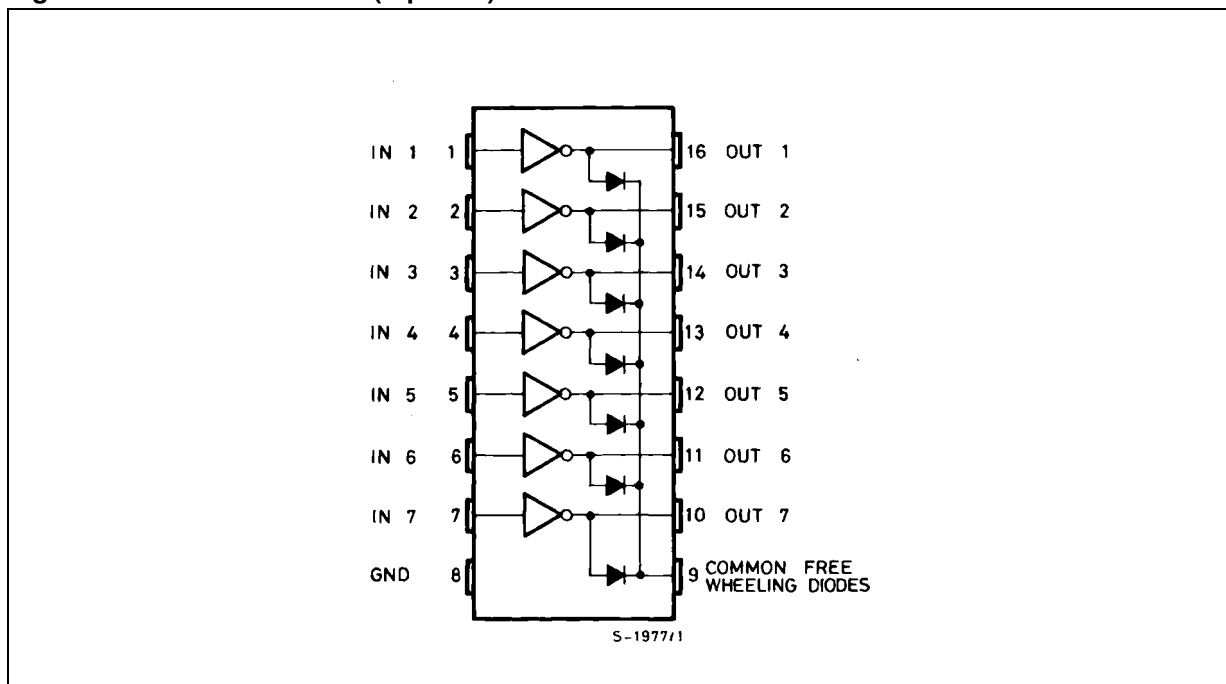 IN 1 1 16 OUT 1
IN 2 2 15 OUT 2
IN 3 3 14 OUT 3
IN 4 4 13 OUT 4
IN 5 5 12 OUT 5
IN 6 6 11 OUT 6
IN 7 7 10 OUT 7
GND 8 9 COMMON FREE
WHEELING DIODES
S-1977/1